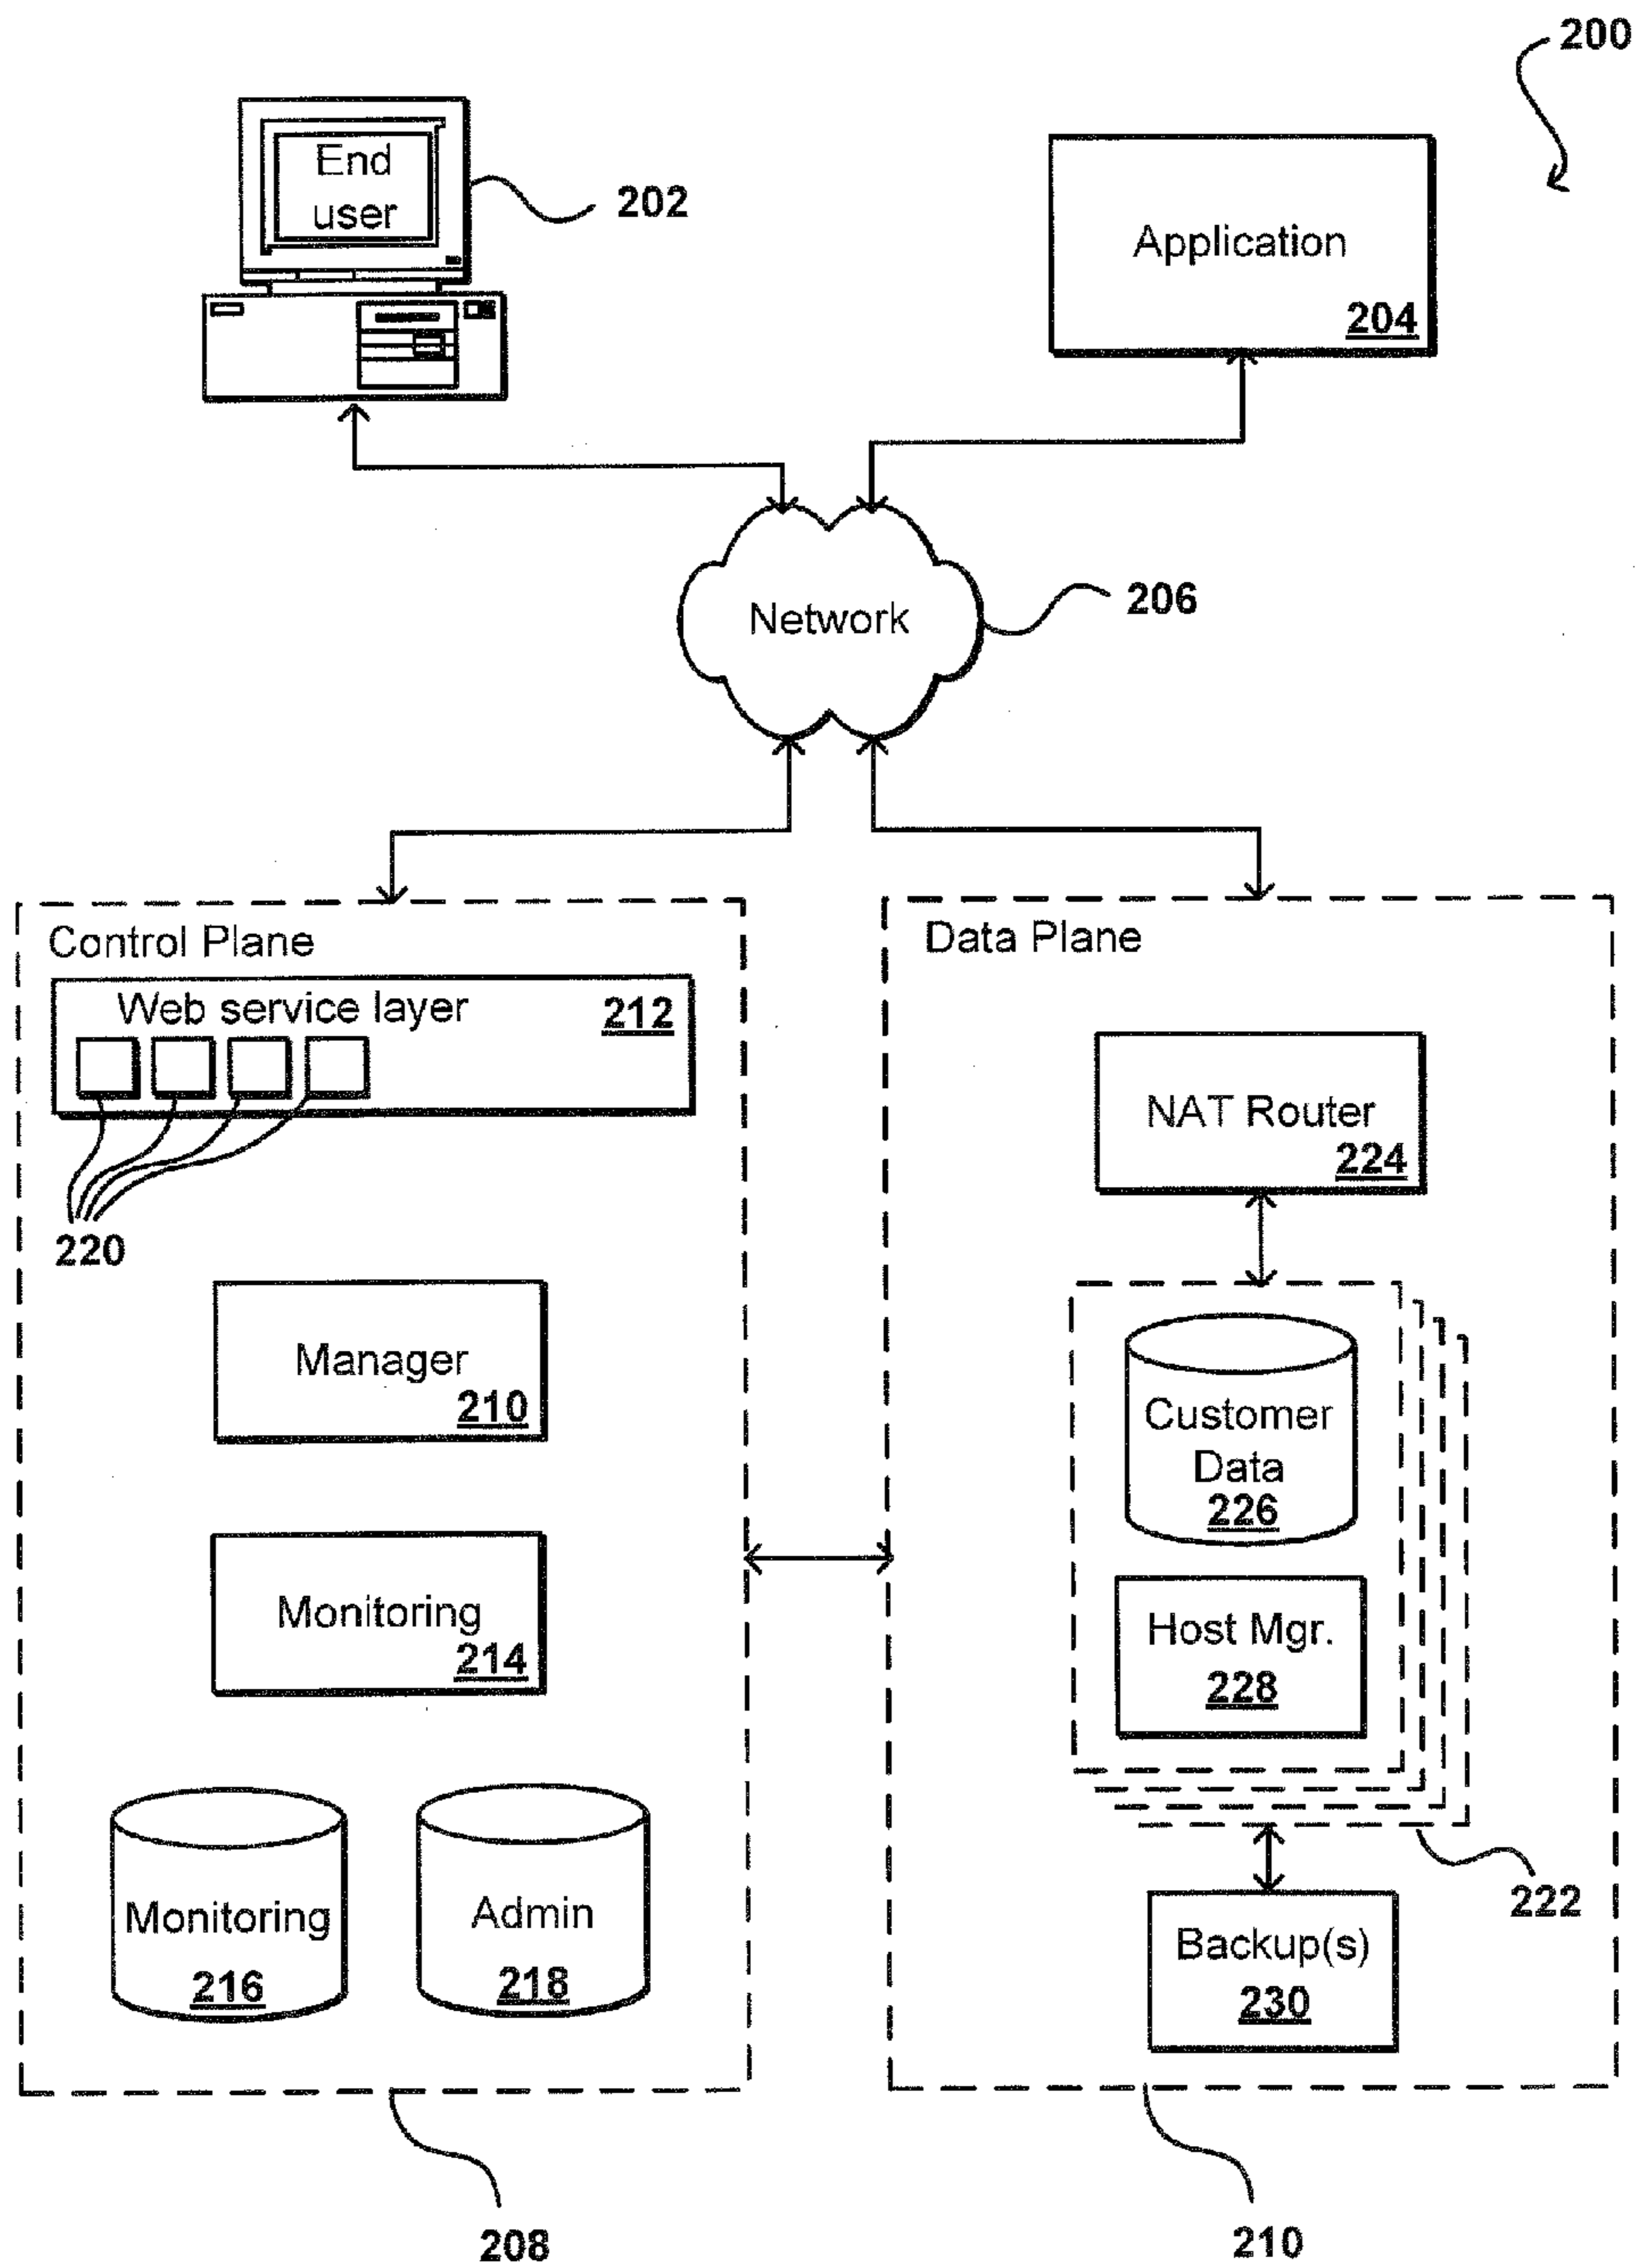 200
End
user
202
Application
204
Network
206
Control Plane
Web service layer
212
220
Manager
210
Monitoring
214
Monitoring
216
Admin
218
208
Data Plane
NAT Router
224
Customer
Data
226
Host Mgr.
228
222
Backup(s)
230
210